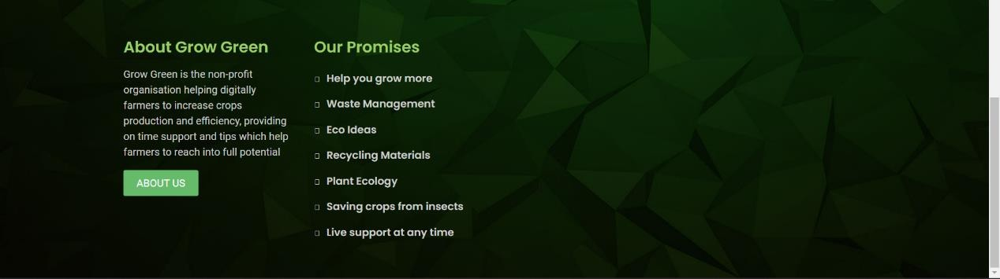 About Grow Green
Grow Green is the non-profit
organisation helping digitally
farmers to increase crops
production and efficiency, providing
on time support and tips which help
farmers to reach into full potential
ABOUT US
Our Promises
Help you grow more
Waste Management
Eco Ideas
Recycling Materials
Plant Ecology
Saving crops from insects
Live support at any time